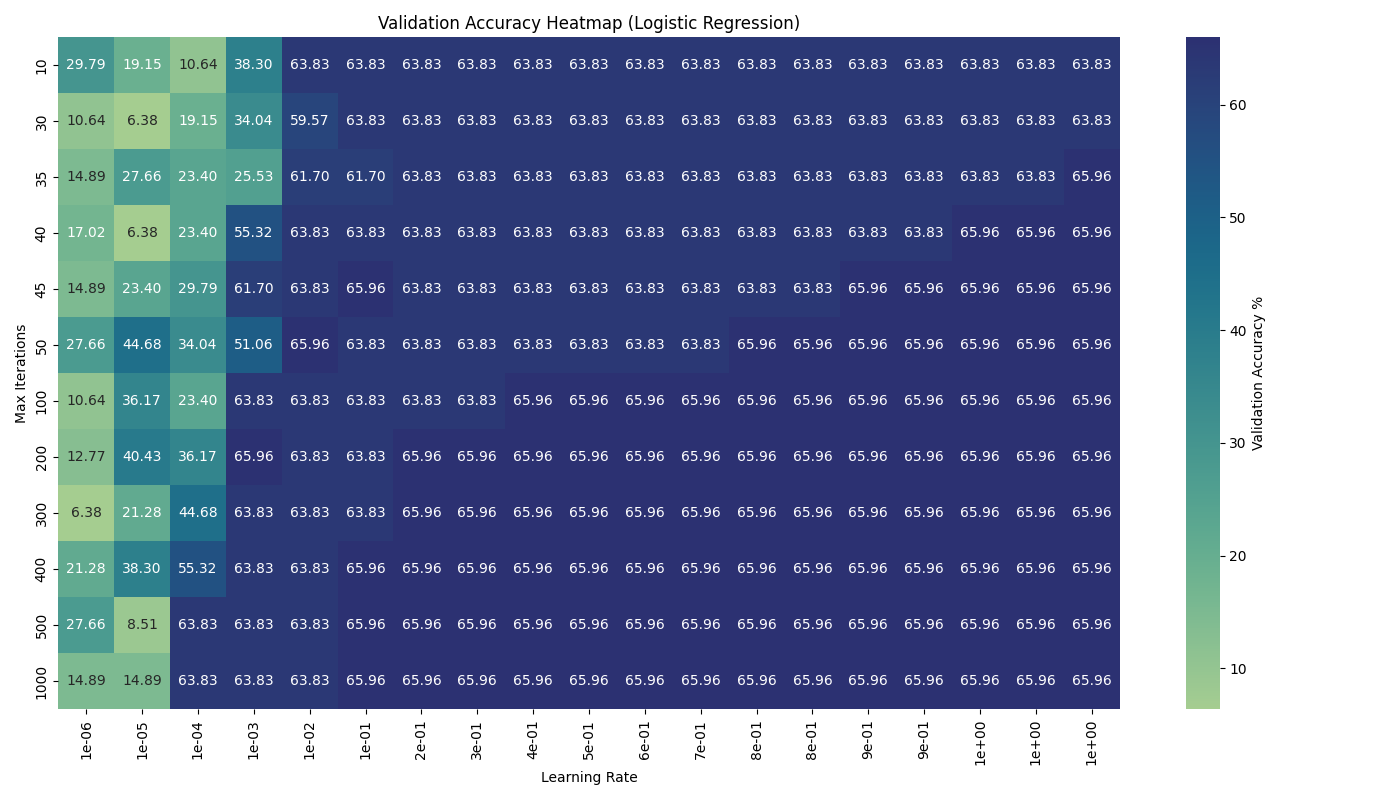 Validation Accuracy Heatmap (Logistic Regression)
10 29.79 19.15 10.64 38.30 63.83 63.83 63.83 63.83 63.83 63.83 63.83 63.83 63.83 63.83 63.83 63.83 63.83 63.83 63.83
30 10.64 6.38 19.15 34.04 59.57 63.83 63.83 63.83 63.83 63.83 63.83 63.83 63.83 63.83 63.83 63.83 63.83 63.83 63.83
35 14.89 27.66 23.40 25.53 61.70 61.70 63.83 63.83 63.83 63.83 63.83 63.83 63.83 63.83 63.83 63.83 63.83 63.83 65.96
40 17.02 6.38 23.40 55.32 63.83 63.83 63.83 63.83 63.83 63.83 63.83 63.83 63.83 63.83 63.83 63.83 65.96 65.96 65.96
45 14.89 23.40 29.79 61.70 63.83 65.96 63.83 63.83 63.83 63.83 63.83 63.83 63.83 63.83 65.96 65.96 65.96 65.96 65.96
50 27.66 44.68 34.04 51.06 65.96 63.83 63.83 63.83 63.83 63.83 63.83 63.83 65.96 65.96 65.96 65.96 65.96 65.96 65.96
100 10.64 36.17 23.40 63.83 63.83 63.83 63.83 63.83 65.96 65.96 65.96 65.96 65.96 65.96 65.96 65.96 65.96 65.96 65.96
200 12.77 40.43 36.17 65.96 63.83 63.83 65.96 65.96 65.96 65.96 65.96 65.96 65.96 65.96 65.96 65.96 65.96 65.96 65.96
300 6.38 21.28 44.68 63.83 63.83 63.83 65.96 65.96 65.96 65.96 65.96 65.96 65.96 65.96 65.96 65.96 65.96 65.96 65.96
400 21.28 38.30 55.32 63.83 63.83 65.96 65.96 65.96 65.96 65.96 65.96 65.96 65.96 65.96 65.96 65.96 65.96 65.96 65.96
500 27.66 8.51 63.83 63.83 63.83 65.96 65.96 65.96 65.96 65.96 65.96 65.96 65.96 65.96 65.96 65.96 65.96 65.96 65.96
1000 14.89 14.89 63.83 63.83 63.83 65.96 65.96 65.96 65.96 65.96 65.96 65.96 65.96 65.96 65.96 65.96 65.96 65.96 65.96
1e-06 1e-05 1e-04 1e-03 1e-02 1e-01 2e-01 3e-01 4e-01 5e-01 6e-01 7e-01 8e-01 8e-01 9e-01 9e-01 1e+00 1e+00 1e+00
Learning Rate
Max Iterations
60
50
40
30
20
10
Validation Accuracy %